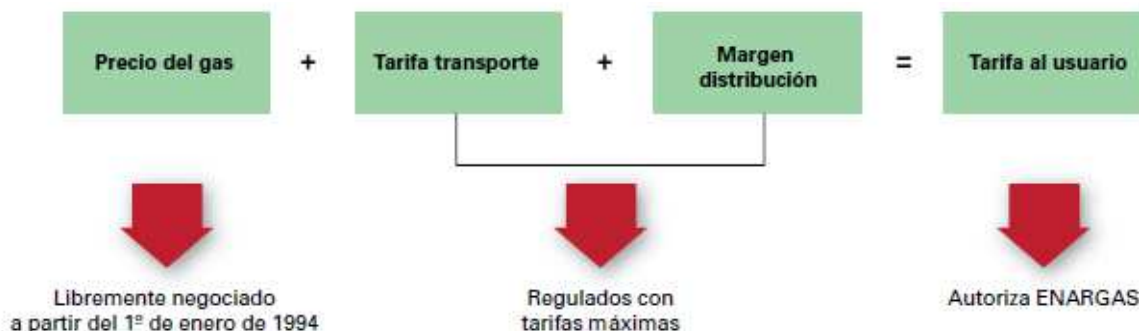 Precio del gas + Tarifa transporte + Margen distribución = Tarifa al usuario
Libremente negociado
a partir del 1º de enero de 1994
Regulados con
tarifas máximas
Autoriza ENARGAS